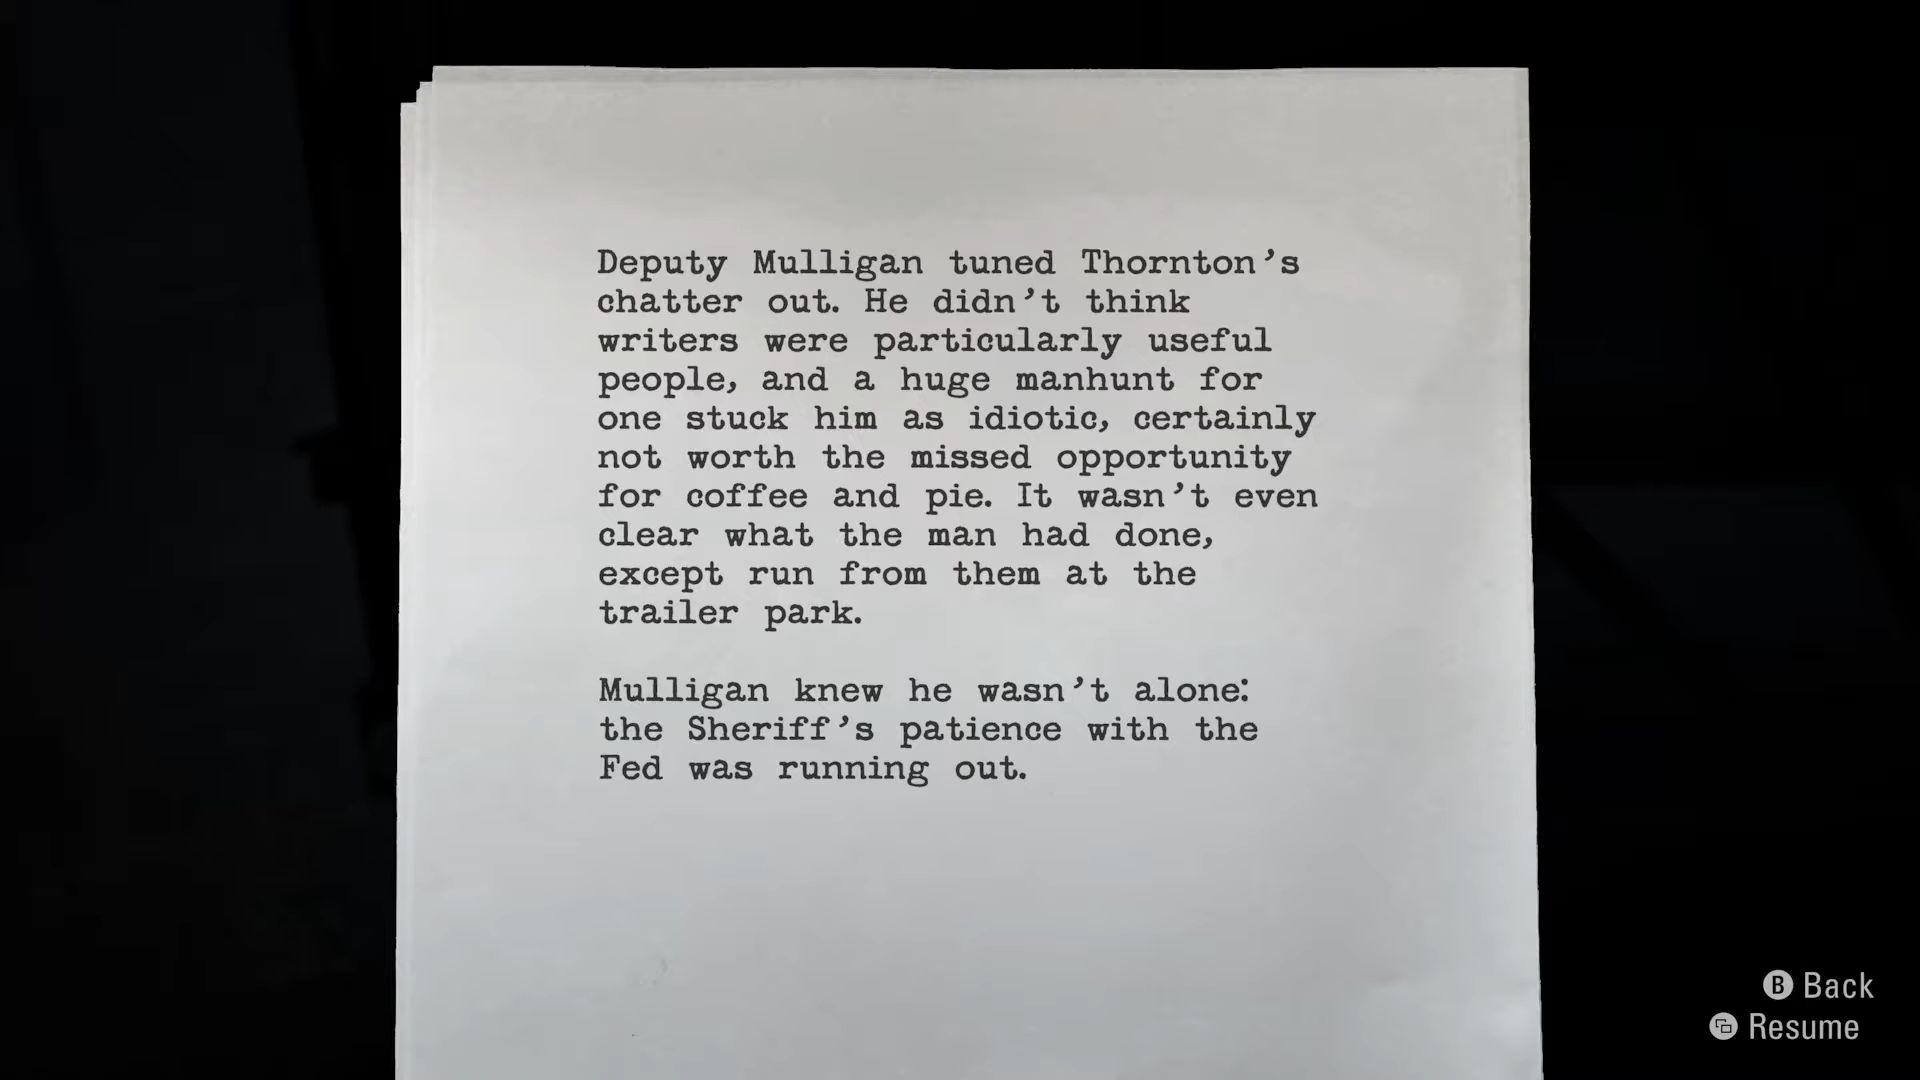 Deputy Mulligan tuned Thornton’s
chatter out. He didn’t think
writers were particularly useful
people, and a huge manhunt for
one stuck him as idiotic, certainly
not worth the missed opportunity
for coffee and pie. It wasn’t even
clear what the man had done,
except run from them at the
trailer park.
Mulligan knew he wasn’t alone:
the Sheriff’s patience with the
Fed was running out.
B Back
Resume